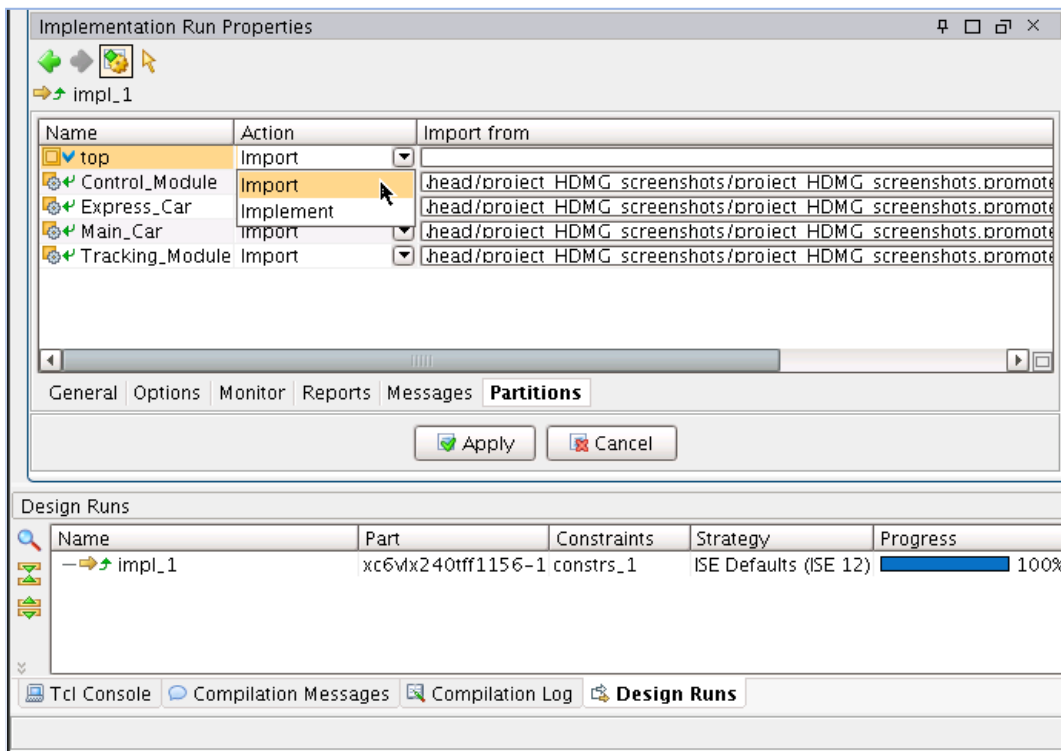 Implementation Run Properties
impl_1
Name Action Import from
top Import
Control_Module Import .head/project_HDMG_screenshots/project_HDMG_screenshots.promote
Express_Car Implement .head/project_HDMG_screenshots/project_HDMG_screenshots.promote
Main_Car Import .head/project_HDMG_screenshots/project_HDMG_screenshots.promote
Tracking_Module Import .head/project_HDMG_screenshots/project_HDMG_screenshots.promote
General Options Monitor Reports Messages Partitions
Apply Cancel
Design Runs
Name Part Constraints Strategy Progress
impl_1 xc6vlx240tff1156-1 constrs_1 ISE Defaults (ISE 12) 100%
Tcl Console Compilation Messages Compilation Log Design Runs